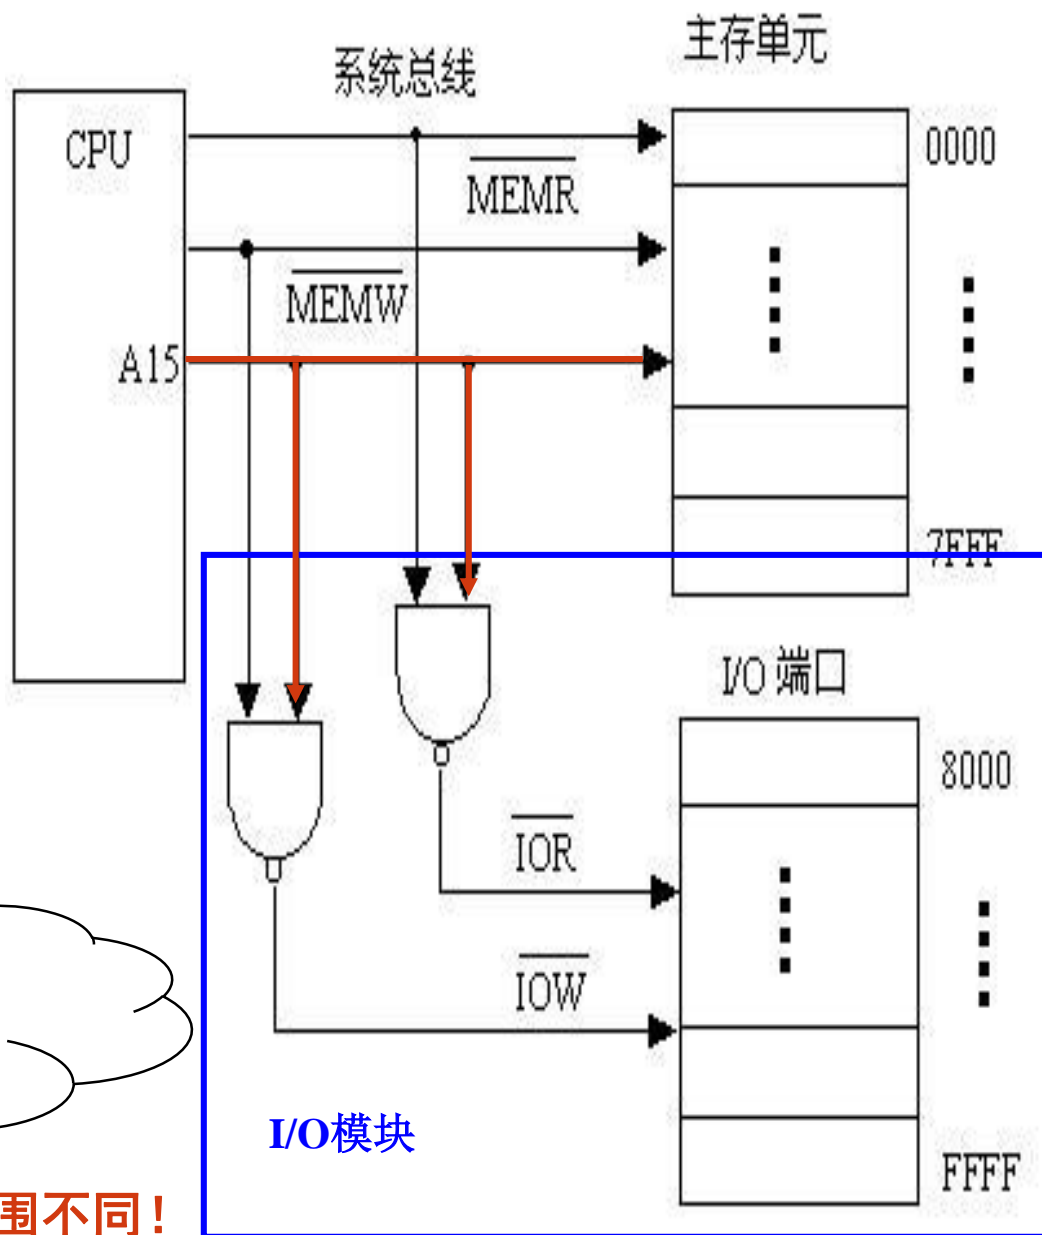 主存单元
系统总线
CPU
0000
MEMR
MEMW
A15
7FFF
I/O 端口
8000
IOR
IOW
I/O模块
FFFF
围不同！